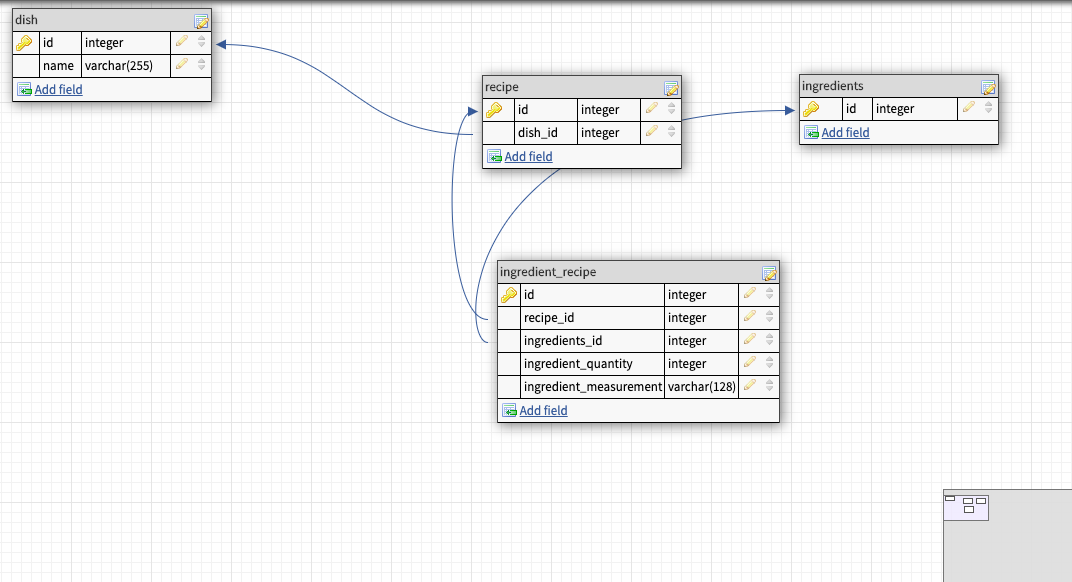 dish
id integer
name varchar(255)
Add field
recipe
id integer
dish_id integer
Add field
ingredients
id integer
Add field
ingredient_recipe
id integer
recipe_id integer
ingredients_id integer
ingredient_quantity integer
ingredient_measurement varchar(128)
Add field